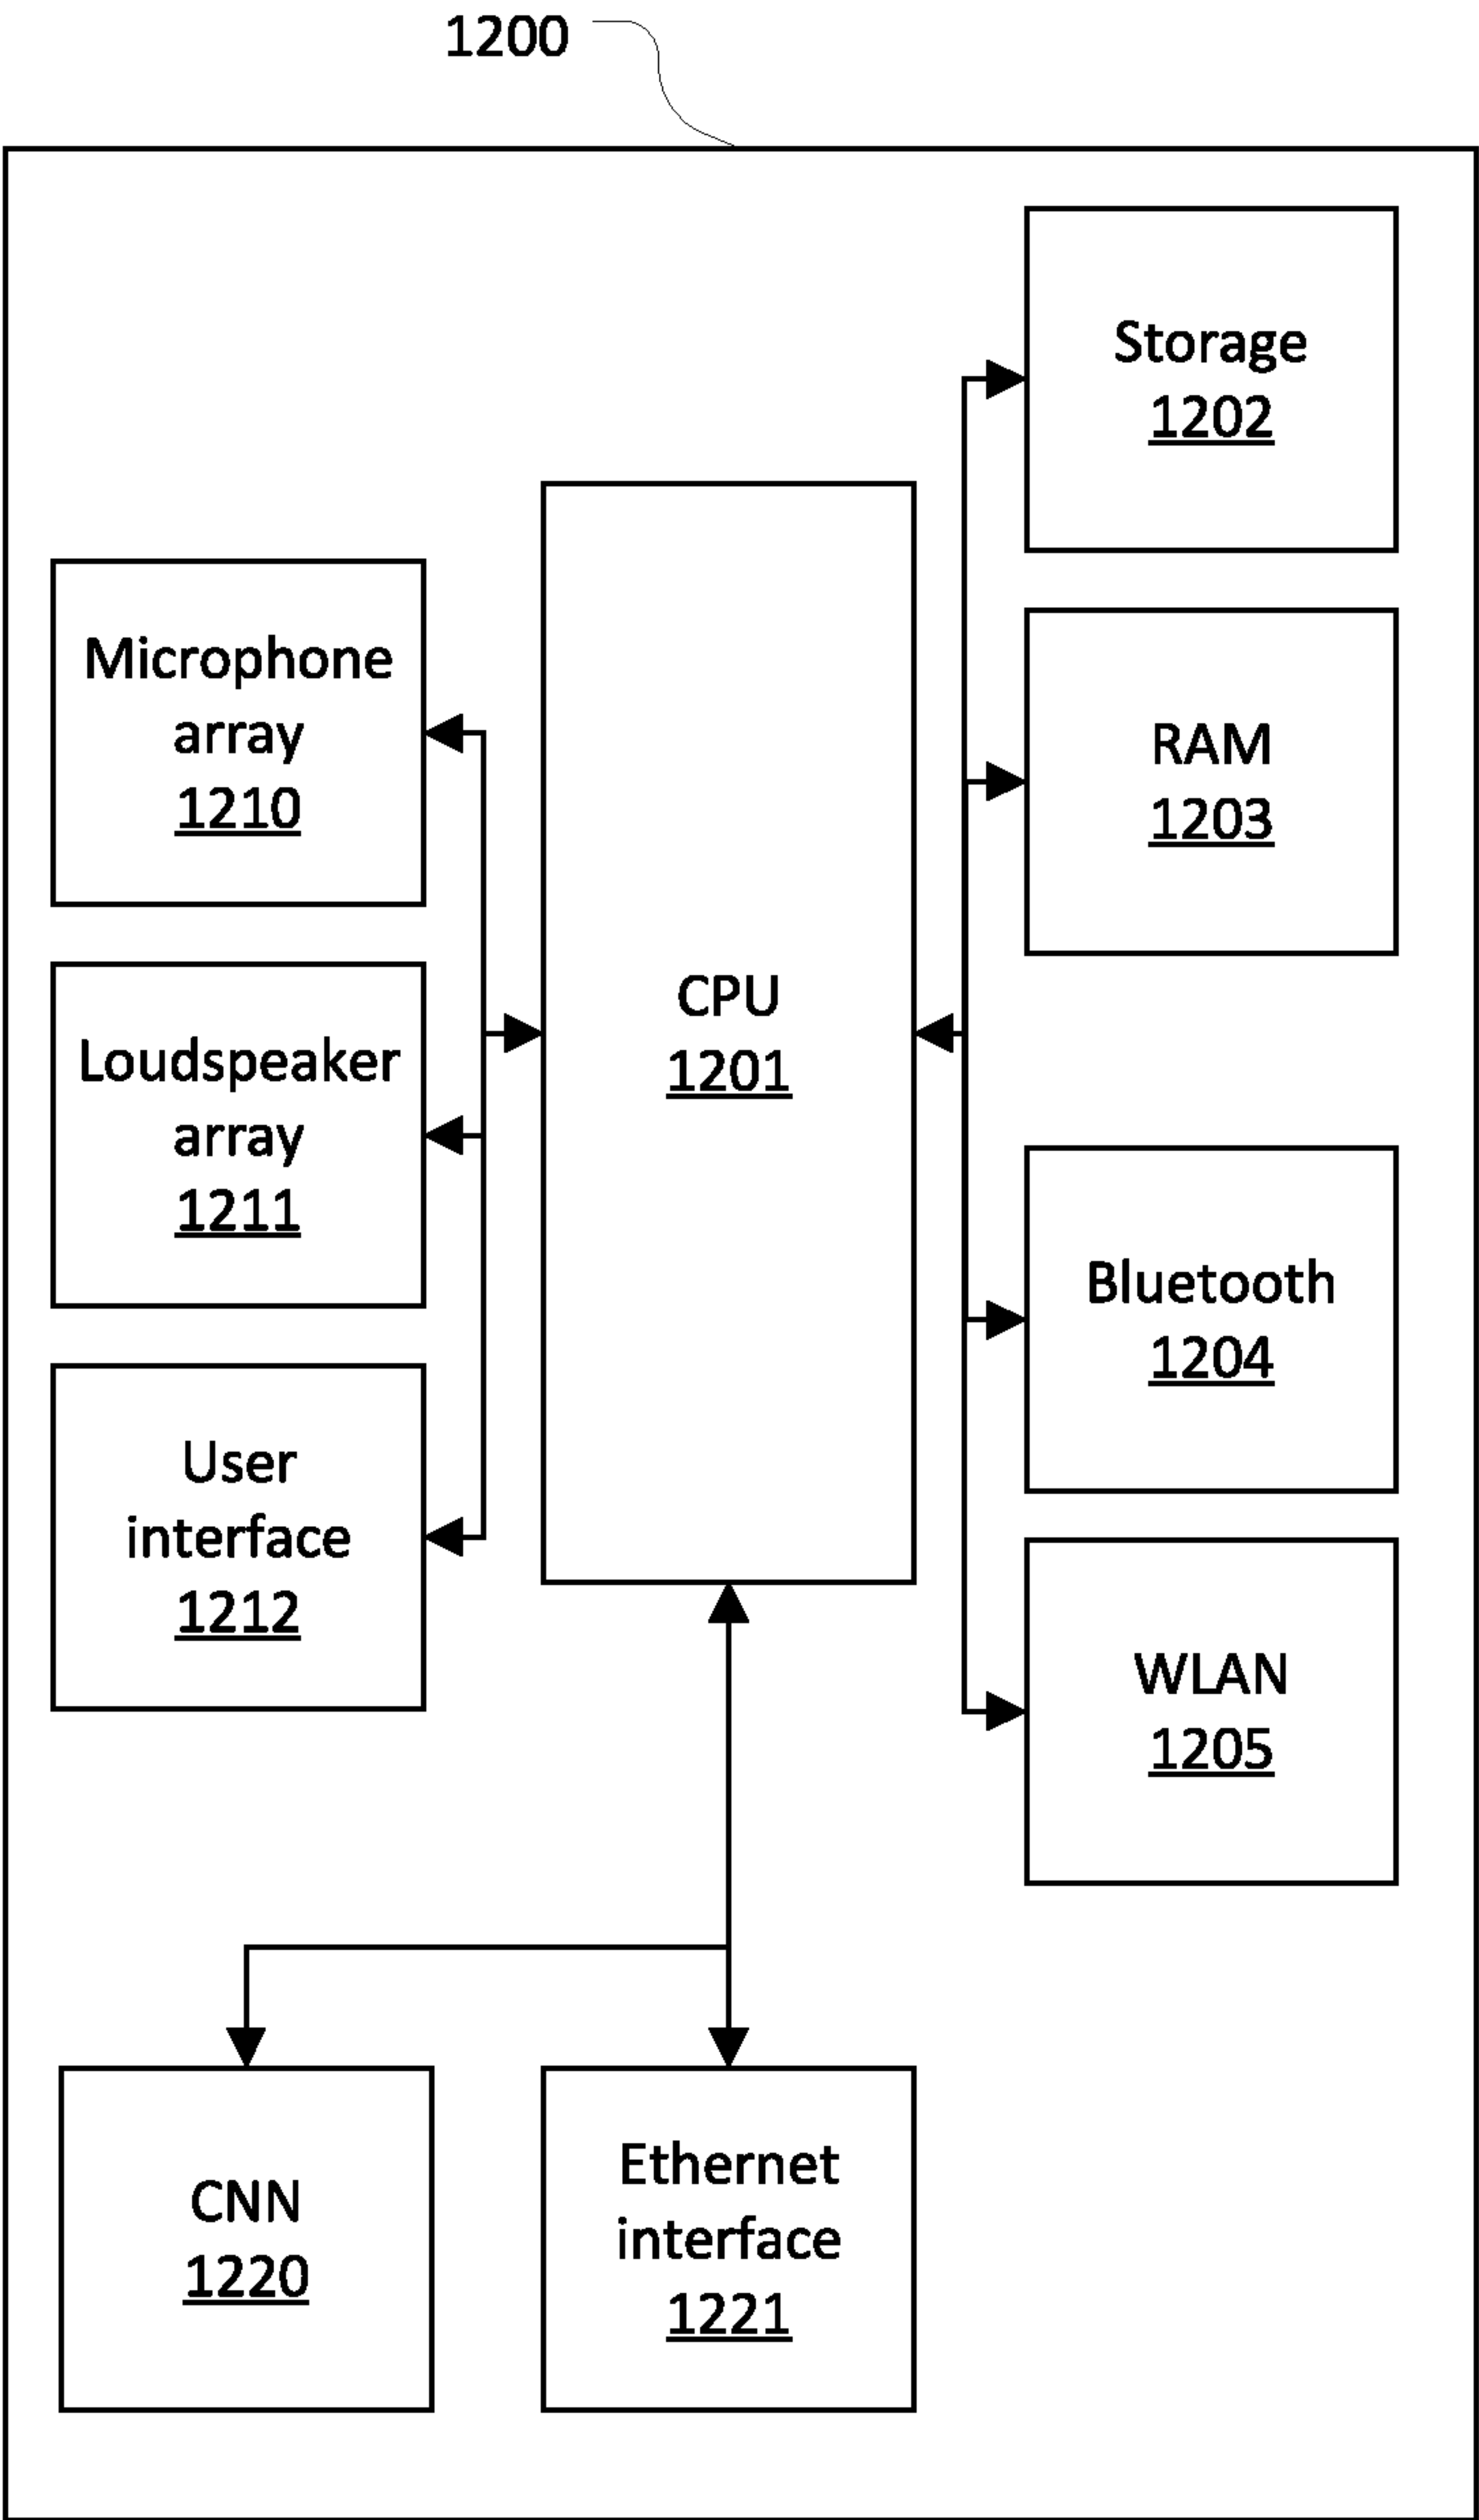 1200
Storage
1202
Microphone
array
1210
RAM
1203
CPU
1201
Loudspeaker
array
1211
Bluetooth
1204
User
interface
1212
WLAN
1205
CNN
1220
Ethernet
interface
1221